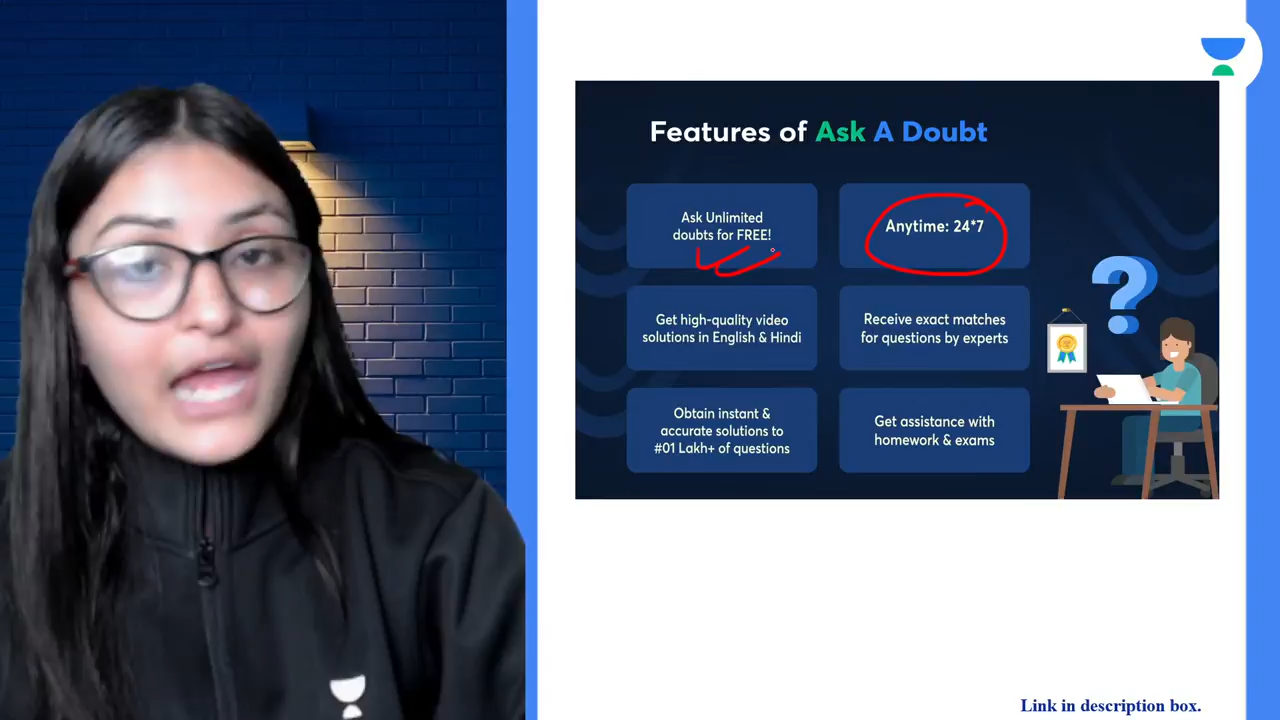 Features of Ask A Doubt
Ask Unlimited
doubts for FREE!
Anytime: 24*7
Get high-quality video
solutions in English & Hindi
Receive exact matches
for questions by experts
Obtain instant &
accurate solutions to
#01 Lakh+ of questions
Get assistance with
homework & exams
Link in description box.